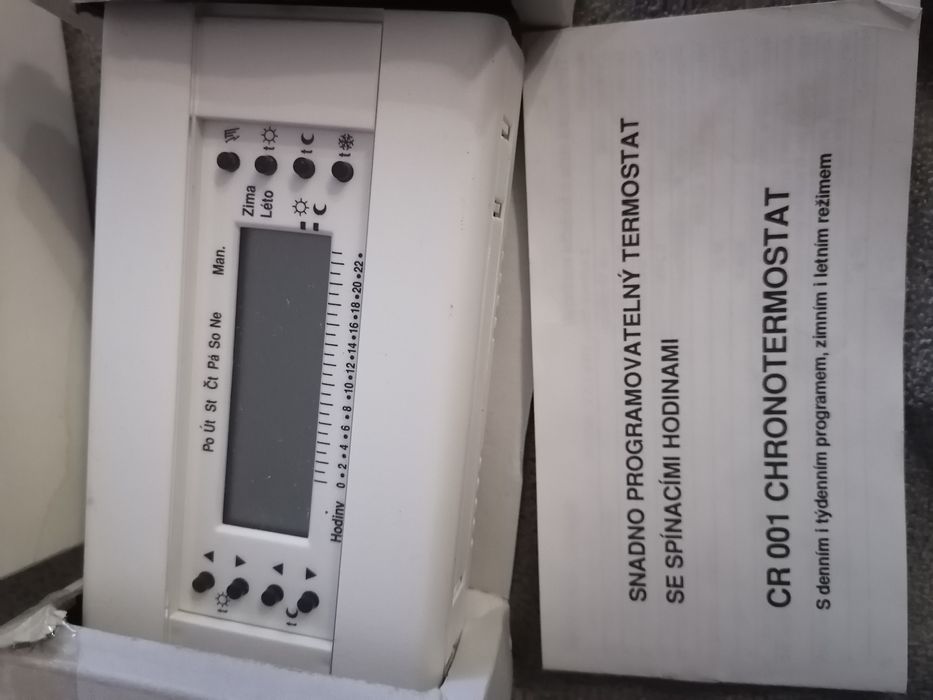 Po Út St Čt Pá So Ne Man.
Zima
Léto
t
t
t
t
t
Hodiny 0 • 2 • 4 • 6 • 8 • 10 • 12 • 14 • 16 • 18 • 20 • 22 •
SNADNO PROGRAMOVATELNÝ TERMOSTAT
SE SPÍNACÍMI HODINAMI
CR 001 CHRONOTERMOSTAT
S denním i týdenním programem, zimním i letním režimem